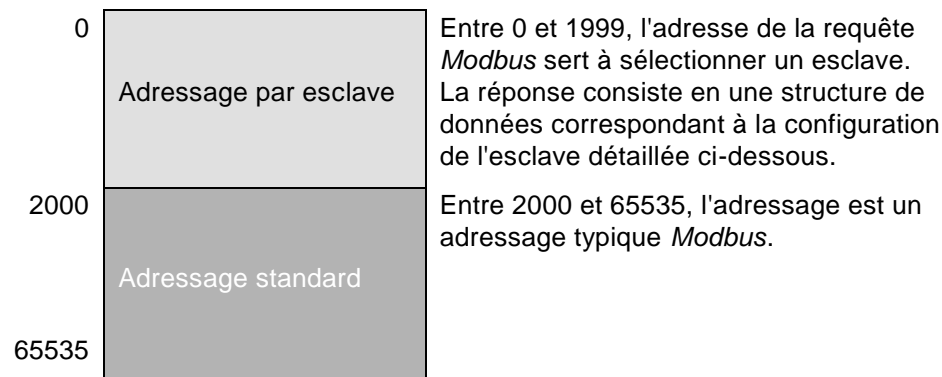 0
Adressage par esclave
Entre 0 et 1999, l'adresse de la requête
Modbus sert à sélectionner un esclave.
La réponse consiste en une structure de
données correspondant à la configuration
de l'esclave détaillée ci-dessous.
2000
Entre 2000 et 65535, l'adressage est un
adressage typique Modbus.
Adressage standard
65535